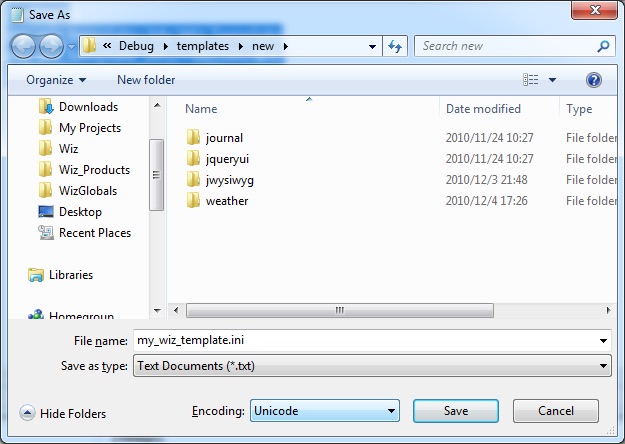 Save As
« Debug templates new Search new
Organize New folder
Downloads
My Projects
Wiz
Wiz_Products
WizGlobals
Desktop
Recent Places
Libraries
Homegroup
Name Date modified Type
journal 2010/11/24 10:27 File folder
jqueryui 2010/11/24 10:27 File folder
jwysiwyg 2010/12/3 21:48 File folder
weather 2010/12/4 17:26 File folder
File name: my_wiz_template.ini
Save as type: Text Documents (*.txt)
Hide Folders Encoding: Unicode Save Cancel